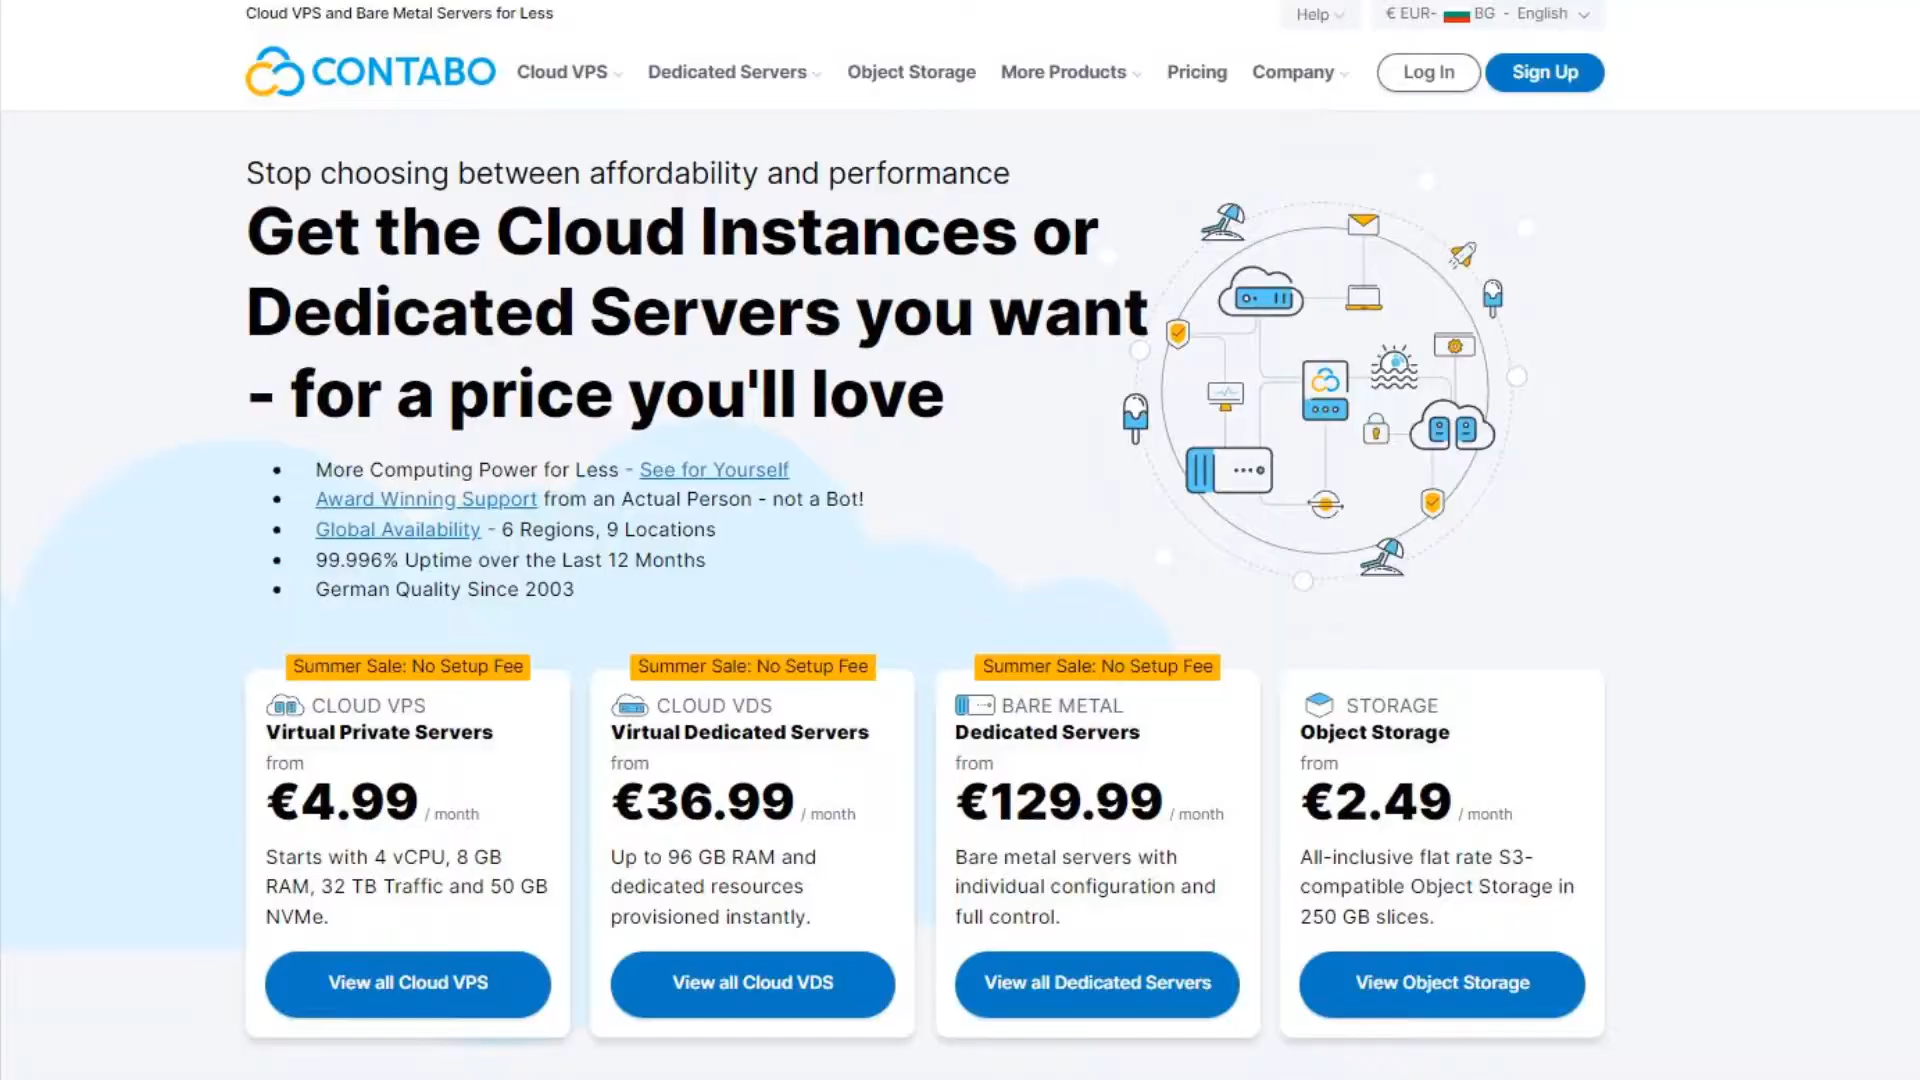 Cloud VPS and Bare Metal Servers for Less
Help
€ EUR- BG - English
CONTABO
Cloud VPS
Dedicated Servers
Object Storage
More Products
Pricing
Company
Log In
Sign Up
Stop choosing between affordability and performance
Get the Cloud Instances or
Dedicated Servers you want
- for a price you'll love
• More Computing Power for Less - See for Yourself
• Award Winning Support from an Actual Person - not a Bot!
• Global Availability - 6 Regions, 9 Locations
• 99.996% Uptime over the Last 12 Months
• German Quality Since 2003
Summer Sale: No Setup Fee
CLOUD VPS
Virtual Private Servers
from
€4.99 / month
Starts with 4 vCPU, 8 GB
RAM, 32 TB Traffic and 50 GB
NVMe.
View all Cloud VPS
Summer Sale: No Setup Fee
CLOUD VDS
Virtual Dedicated Servers
from
€36.99 / month
Up to 96 GB RAM and
dedicated resources
provisioned instantly.
View all Cloud VDS
Summer Sale: No Setup Fee
BARE METAL
Dedicated Servers
from
€129.99 / month
Bare metal servers with
individual configuration and
full control.
View all Dedicated Servers
STORAGE
Object Storage
from
€2.49 / month
All-inclusive flat rate S3-
compatible Object Storage in
250 GB slices.
View Object Storage